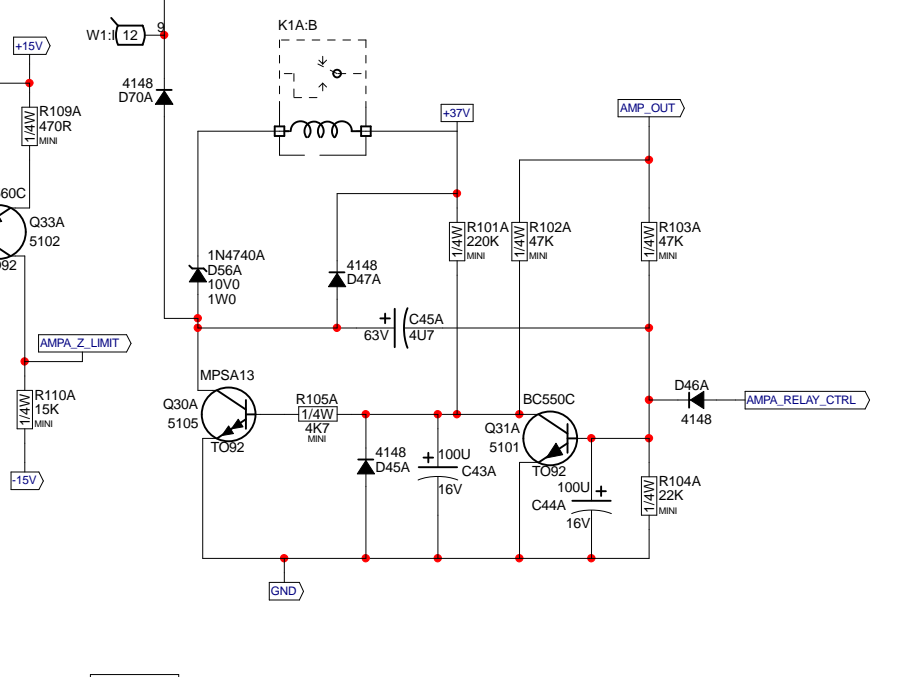 K1A:B
9
W1:I
12
+15V
4148
D70A
+37V
AMP_OUT
R109A
1/4W
470R
MINI
60C
Q33A
5102
92
R101A
1/4W
220K
MINI
R102A
1/4W
47K
MINI
R103A
1/4W
47K
MINI
1N4740A
D56A
10V0
1W0
4148
D47A
+
C45A
63V
4U7
AMPA_Z_LIMIT
MPSA13
Q30A
5105
TO92
R105A
1/4W
4K7
MINI
BC550C
Q31A
5101
TO92
D46A
4148
AMPA_RELAY_CTRL
R110A
1/4W
15K
MINI
-15V
4148
D45A
+
100U
C43A
16V
100U
+
C44A
16V
R104A
1/4W
22K
MINI
GND